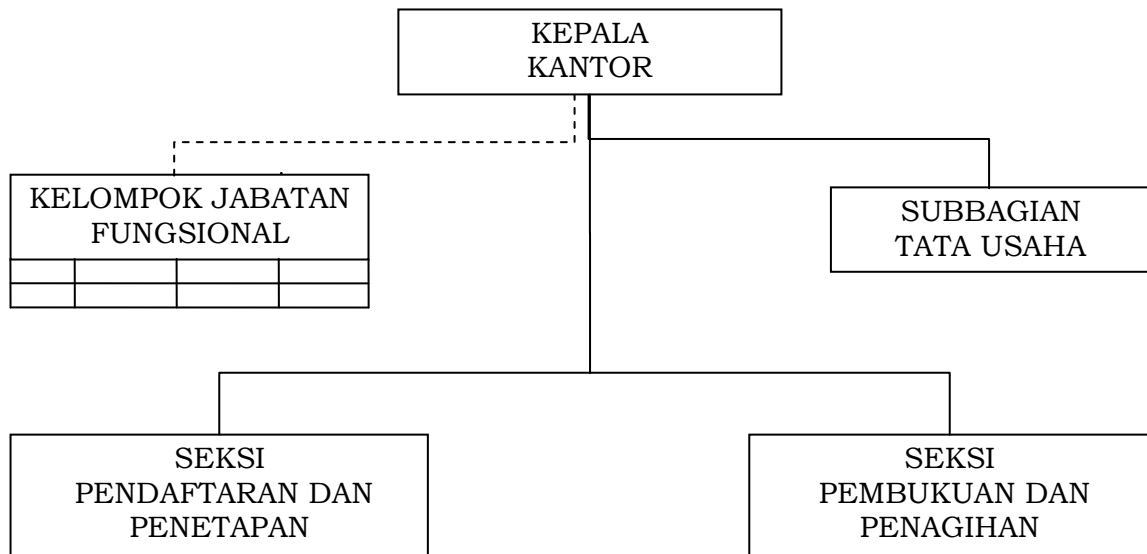 KEPALA
KANTOR
KELOMPOK JABATAN
FUNGSIONAL
SUBBAGIAN
TATA USAHA
SEKSI
PENDAFTARAN DAN
PENETAPAN
SEKSI
PEMBUKUAN DAN
PENAGIHAN